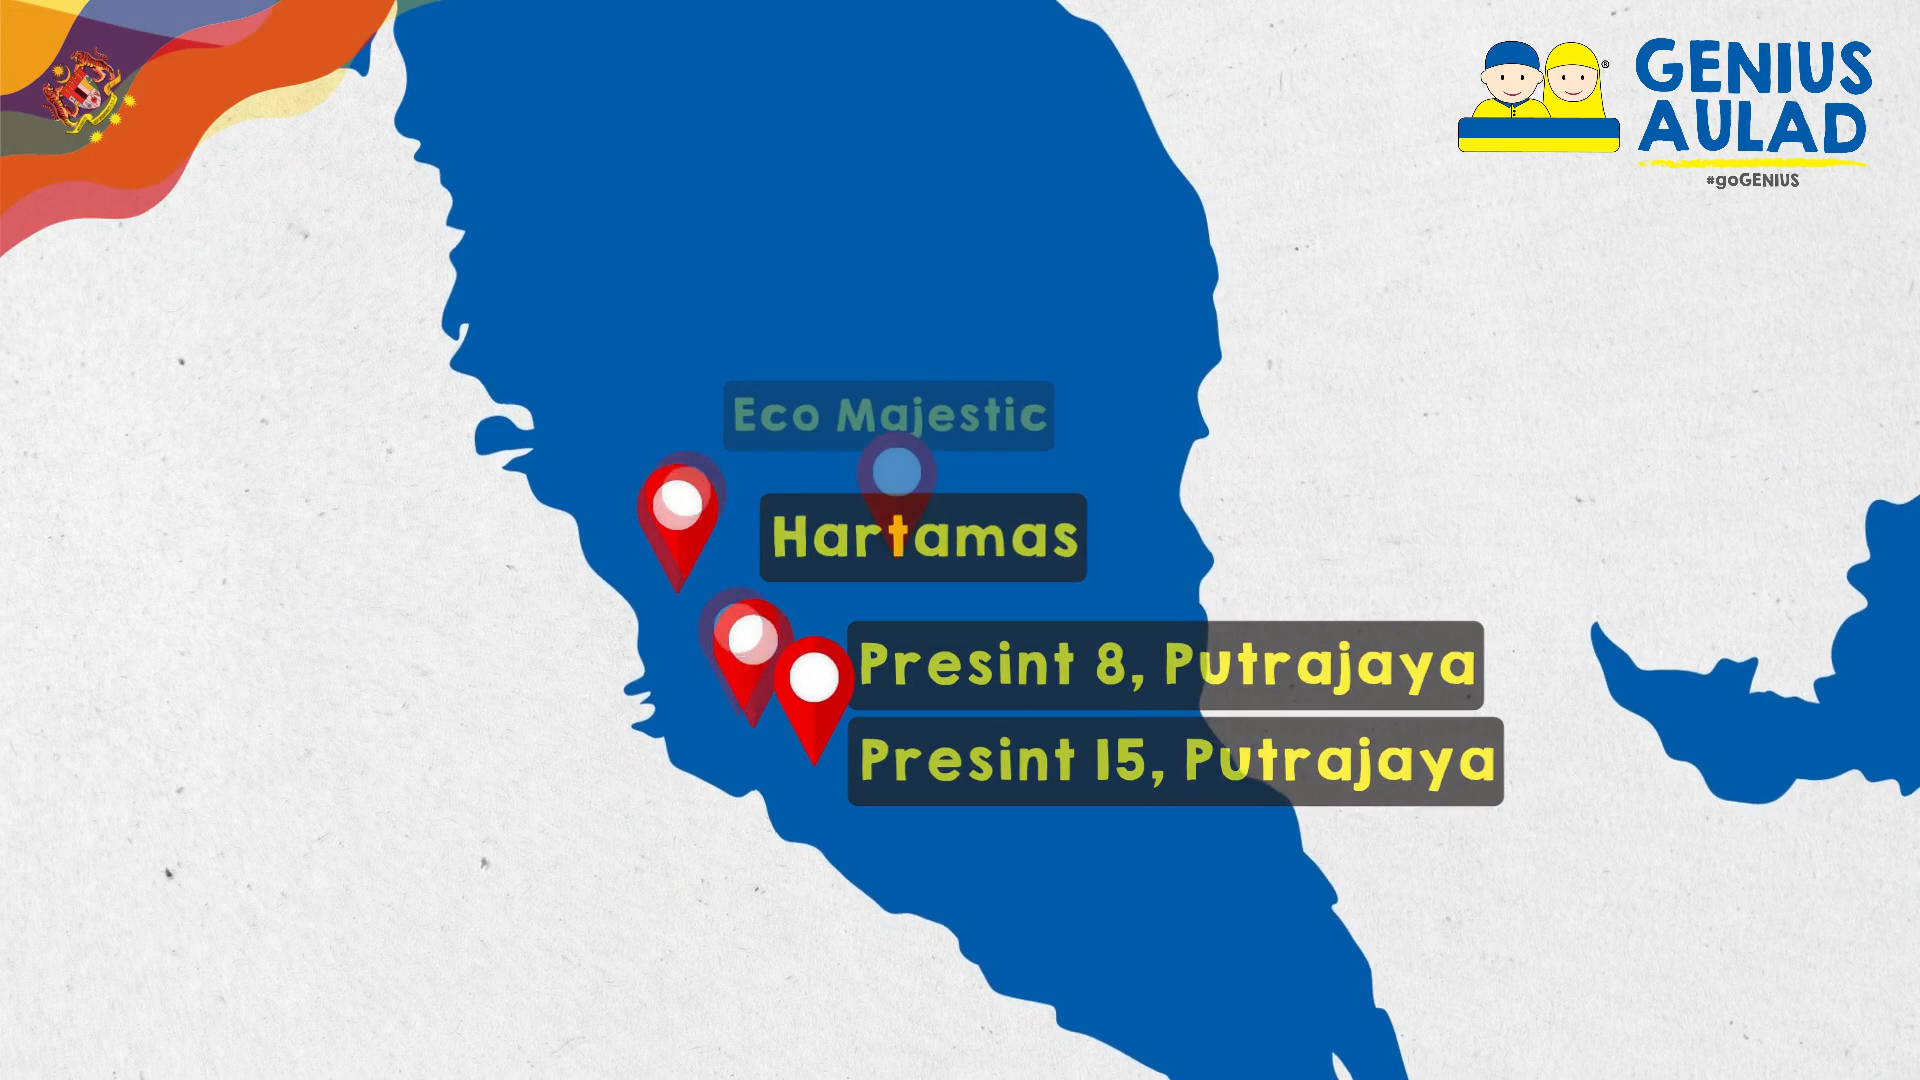 GENIUS
AULAD
®
#goGENIUS
Eco Majestic
Hartamas
Presint 8, Putrajaya
Presint 15, Putrajaya